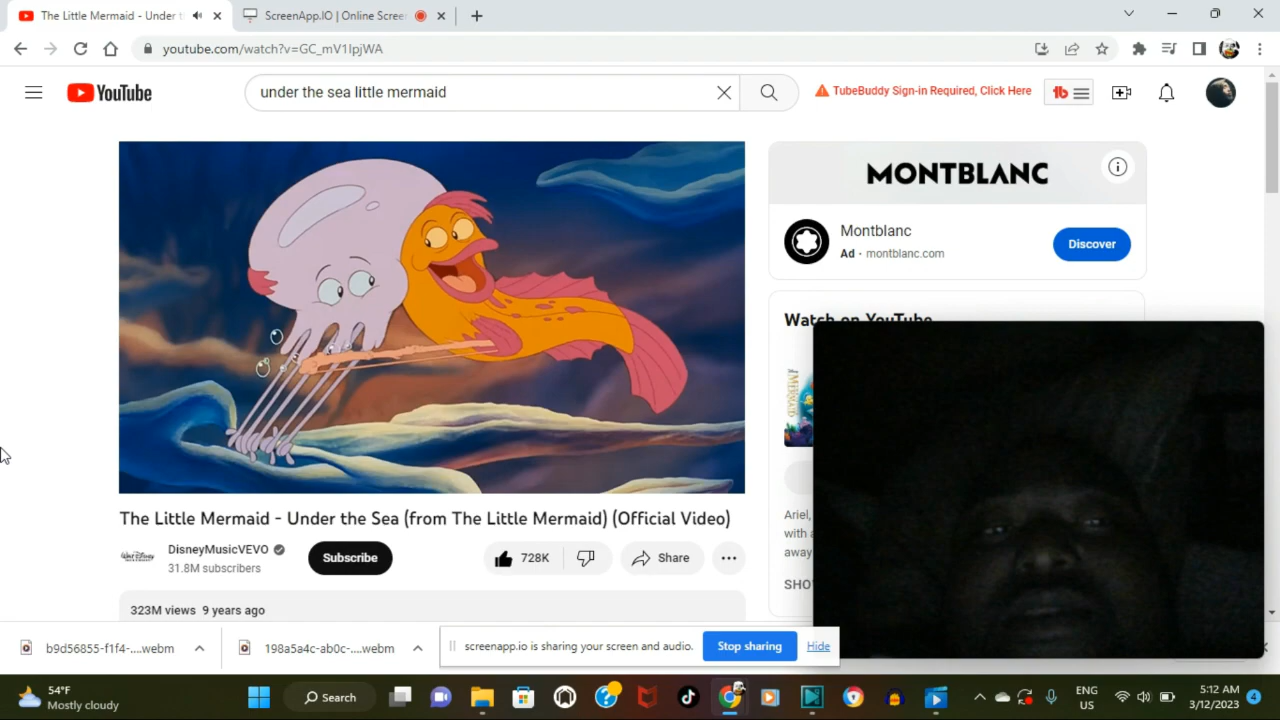 The Little Mermaid - Under t
ScreenApp.IO | Online Scree
youtube.com/watch?v=GC_mV1IpjWA
YouTube
under the sea little mermaid
TubeBuddy Sign-in Required, Click Here
tb
MONTBLANC
Montblanc
Ad · montblanc.com
Discover
Watch on YouTube
MERMAID
The Little Mermaid - Under the Sea (from The Little Mermaid) (Official Video)
DisneyMusicVEVO
31.8M subscribers
Subscribe
728K
Share
Ariel,
with a
away
SHO
323M views 9 years ago
b9d56855-f1f4-....webm
198a5a4c-ab0c-....webm
screenapp.io is sharing your screen and audio.
Stop sharing
Hide
54°F
Mostly cloudy
Search
ENG
US
5:12 AM
3/12/2023
4